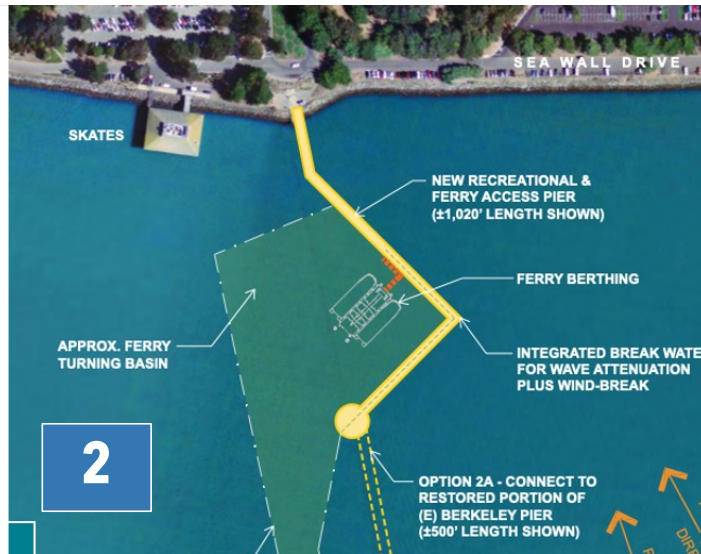 SEA WALL DRIVE
SKATES
NEW RECREATIONAL &
FERRY ACCESS PIER
(±1,020' LENGTH SHOWN)
FERRY BERTHING
APPROX. FERRY
TURNING BASIN
INTEGRATED BREAK WATE
FOR WAVE ATTENUATION
PLUS WIND-BREAK
2
OPTION 2A - CONNECT TO
RESTORED PORTION OF
(E) BERKELEY PIER
(±500' LENGTH SHOWN)